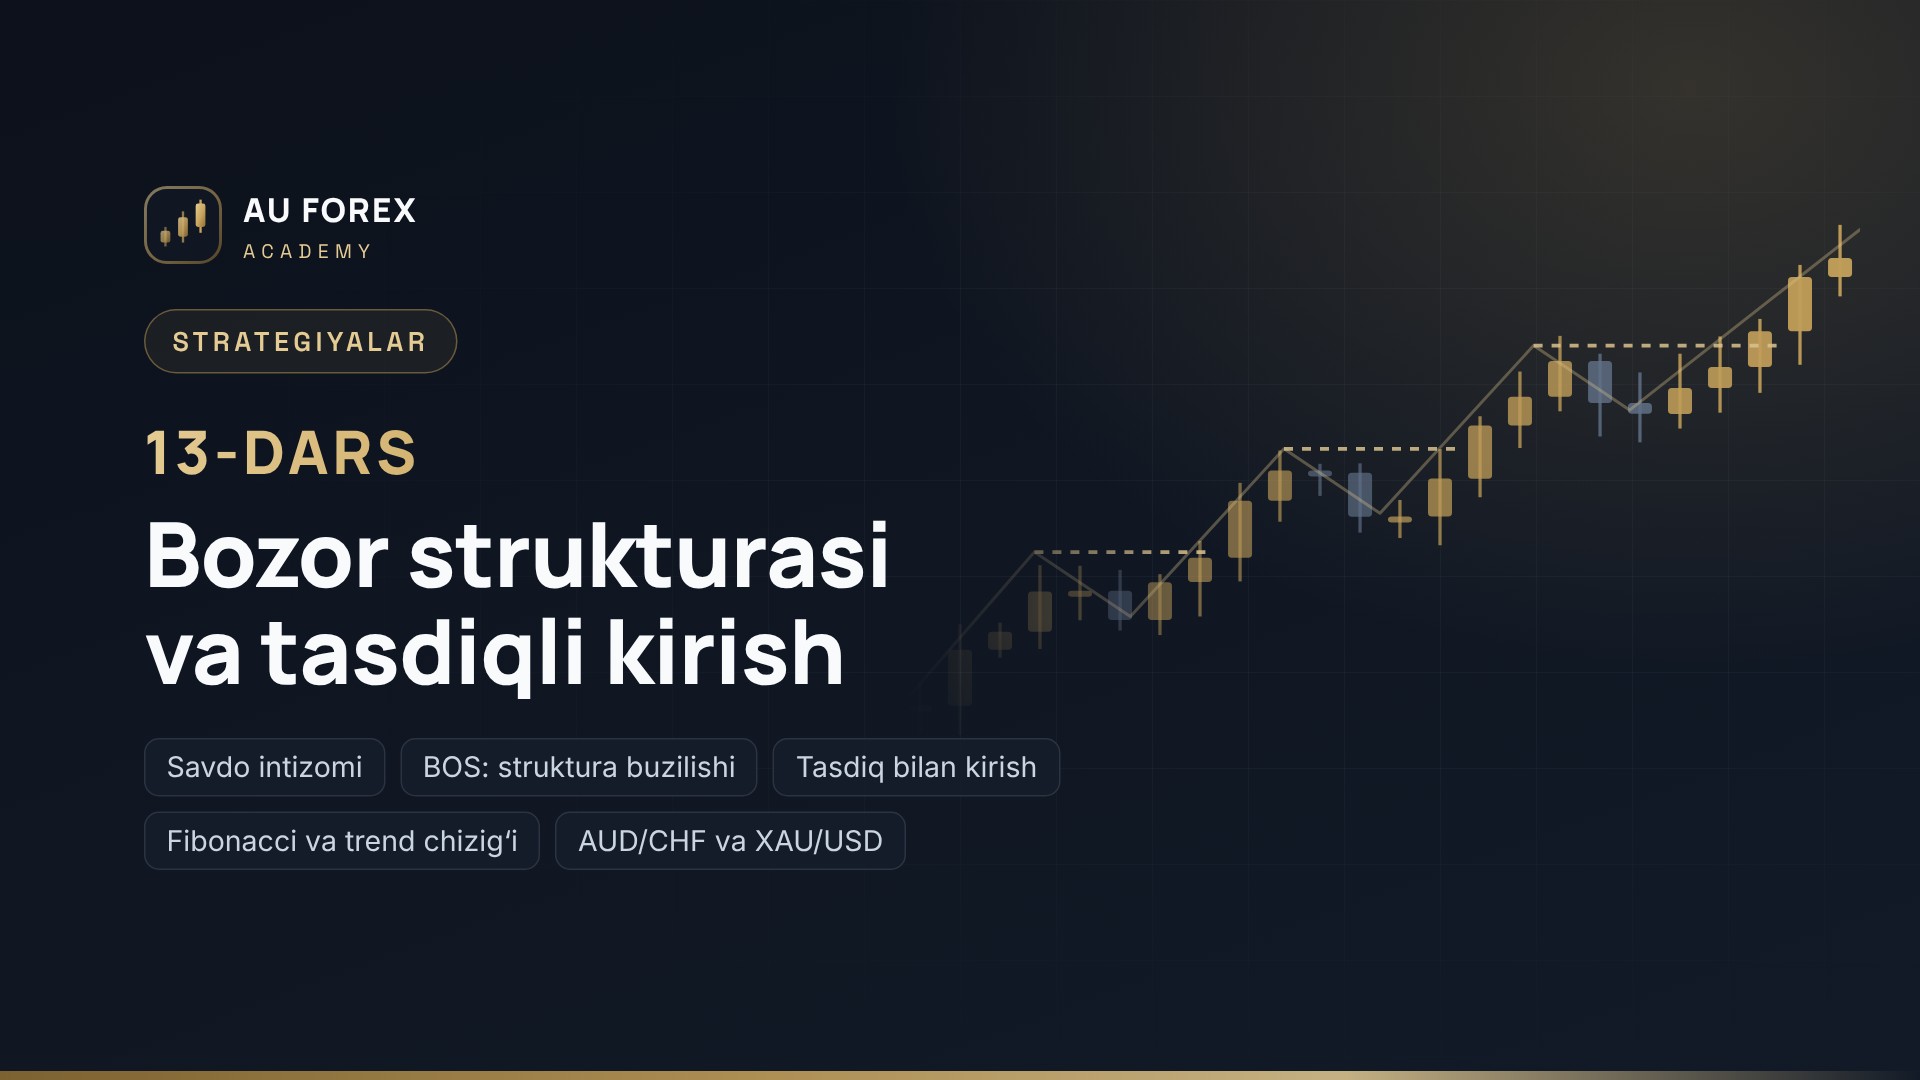 AU FOREX
ACADEMY
STRATEGIYALAR
13-DARS
Bozor strukturasi
va tasdiqli kirish
Savdo intizomi
BOS: struktura buzilishi
Tasdiq bilan kirish
Fibonacci va trend chizigʻi
AUD/CHF va XAU/USD